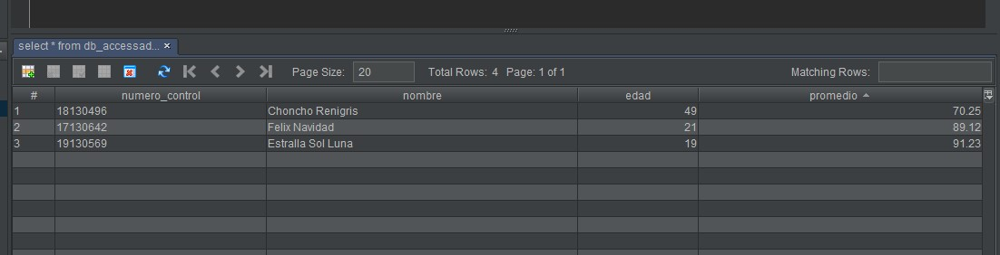 select * from db_accessad... ×
Page Size: 20 Total Rows: 4 Page: 1 of 1 Matching Rows:
# numero_control nombre edad promedio
1 18130496 Choncho Renigris 49 70.25
2 17130642 Felix Navidad 21 89.12
3 19130569 Estralla Sol Luna 19 91.23